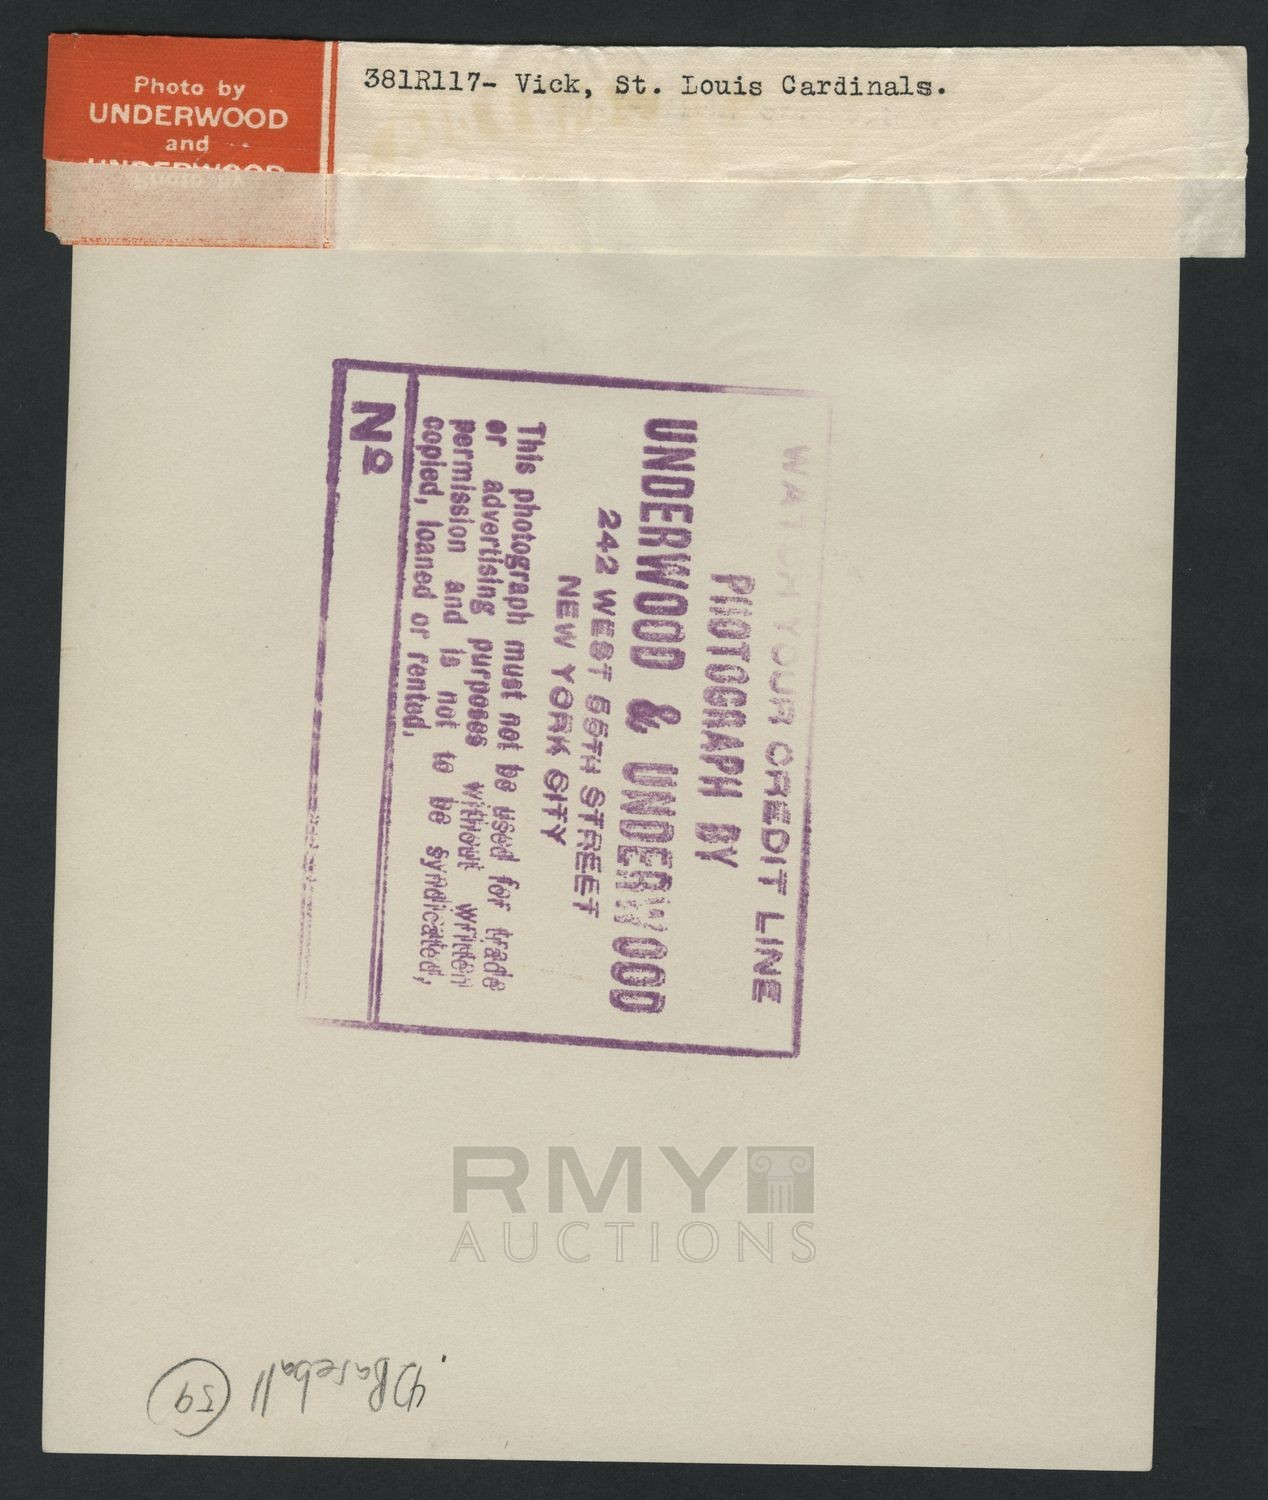 Photo by
UNDERWOOD
and
UNDERWOOD
381R117- Vick, St. Louis Cardinals.
WATCH YOUR CREDIT LINE
PHOTOGRAPH BY
UNDERWOOD & UNDERWOOD
242 WEST 55TH STREET
NEW YORK CITY
This photograph must not be used for trade
or advertising purposes without written
permission and is not to be syndicated,
copied, loaned or rented.
Nº
RMY
AUCTIONS
Baseball
59